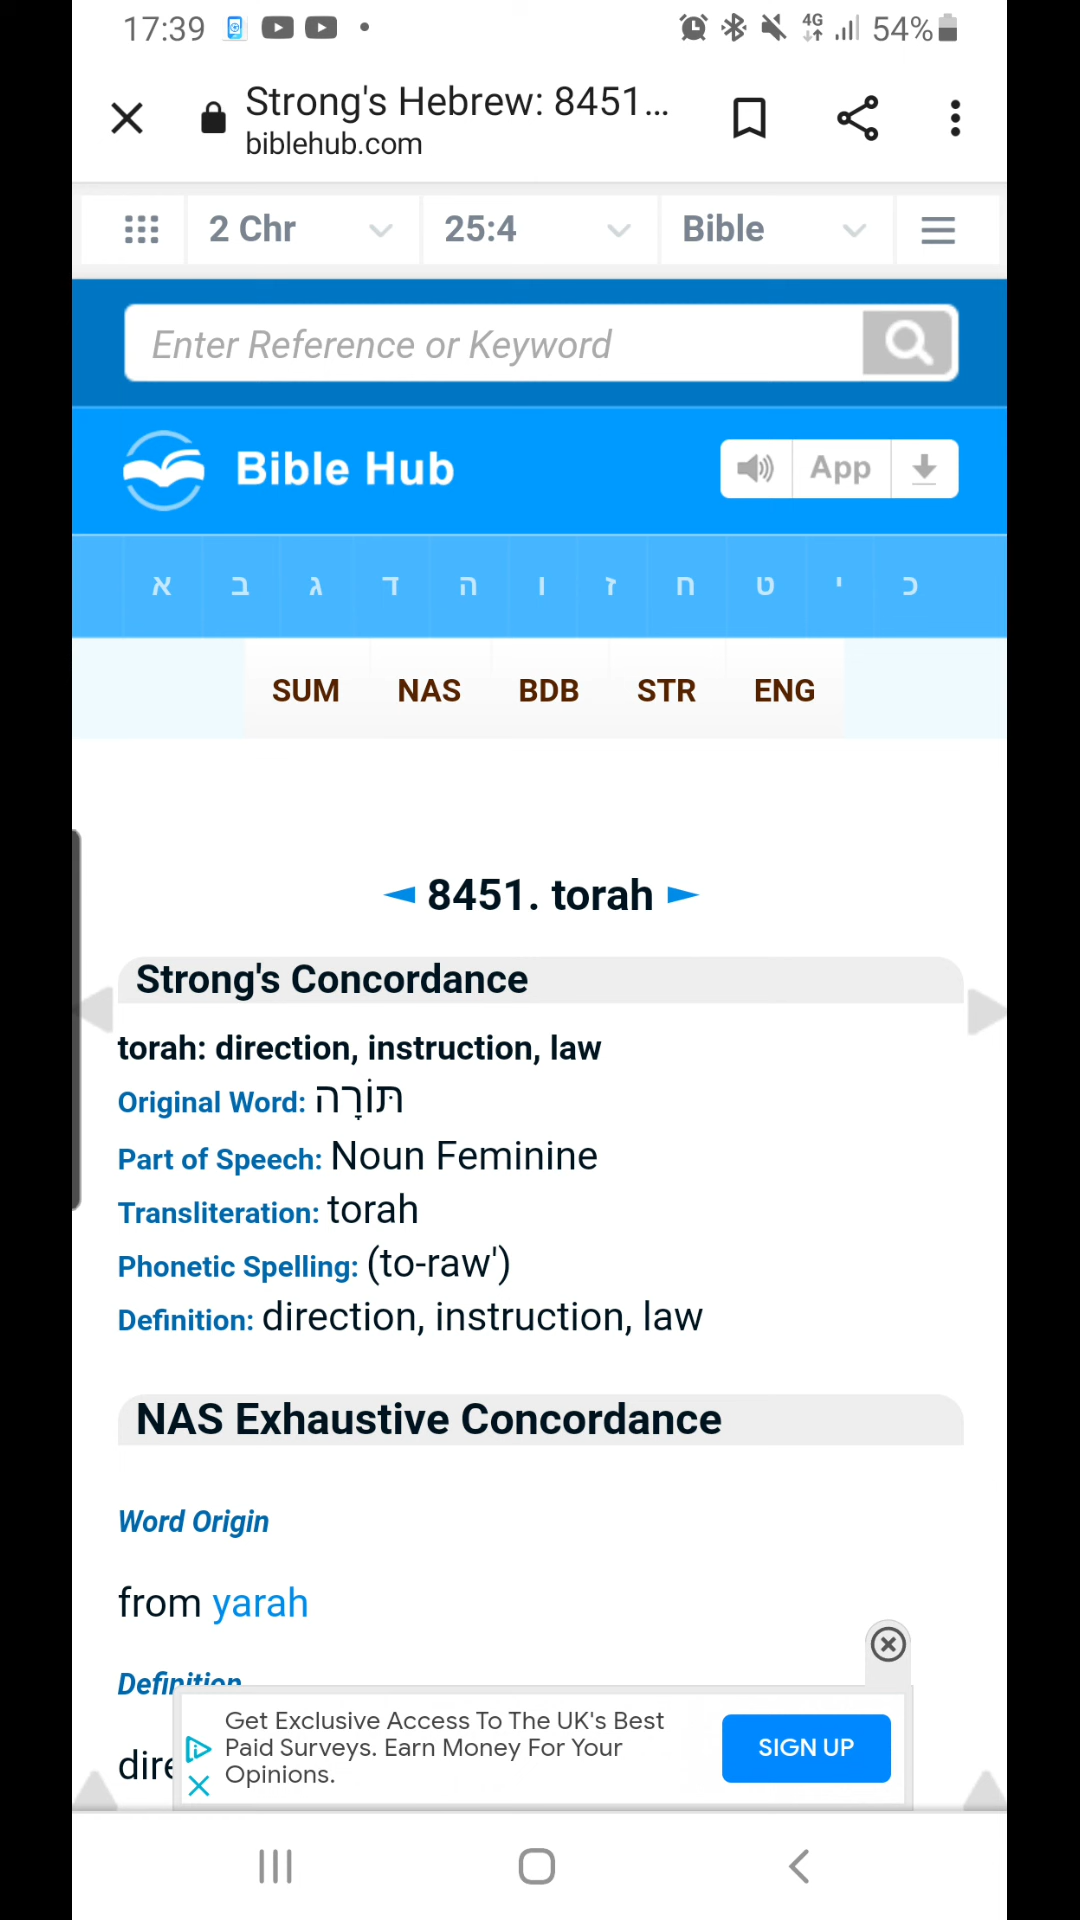 17:39
4G 54%
Strong's Hebrew: 8451...
biblehub.com
2 Chr 25:4 Bible
Enter Reference or Keyword
Bible Hub App
א ב ג ד ה ו ז ח ט י כ
SUM NAS BDB STR ENG
8451. torah
Strong's Concordance
torah: direction, instruction, law
Original Word: תּוֹרָה
Part of Speech: Noun Feminine
Transliteration: torah
Phonetic Spelling: (to-raw')
Definition: direction, instruction, law
NAS Exhaustive Concordance
Word Origin
from yarah
Definition
dire
Get Exclusive Access To The UK's Best
Paid Surveys. Earn Money For Your
Opinions.
SIGN UP